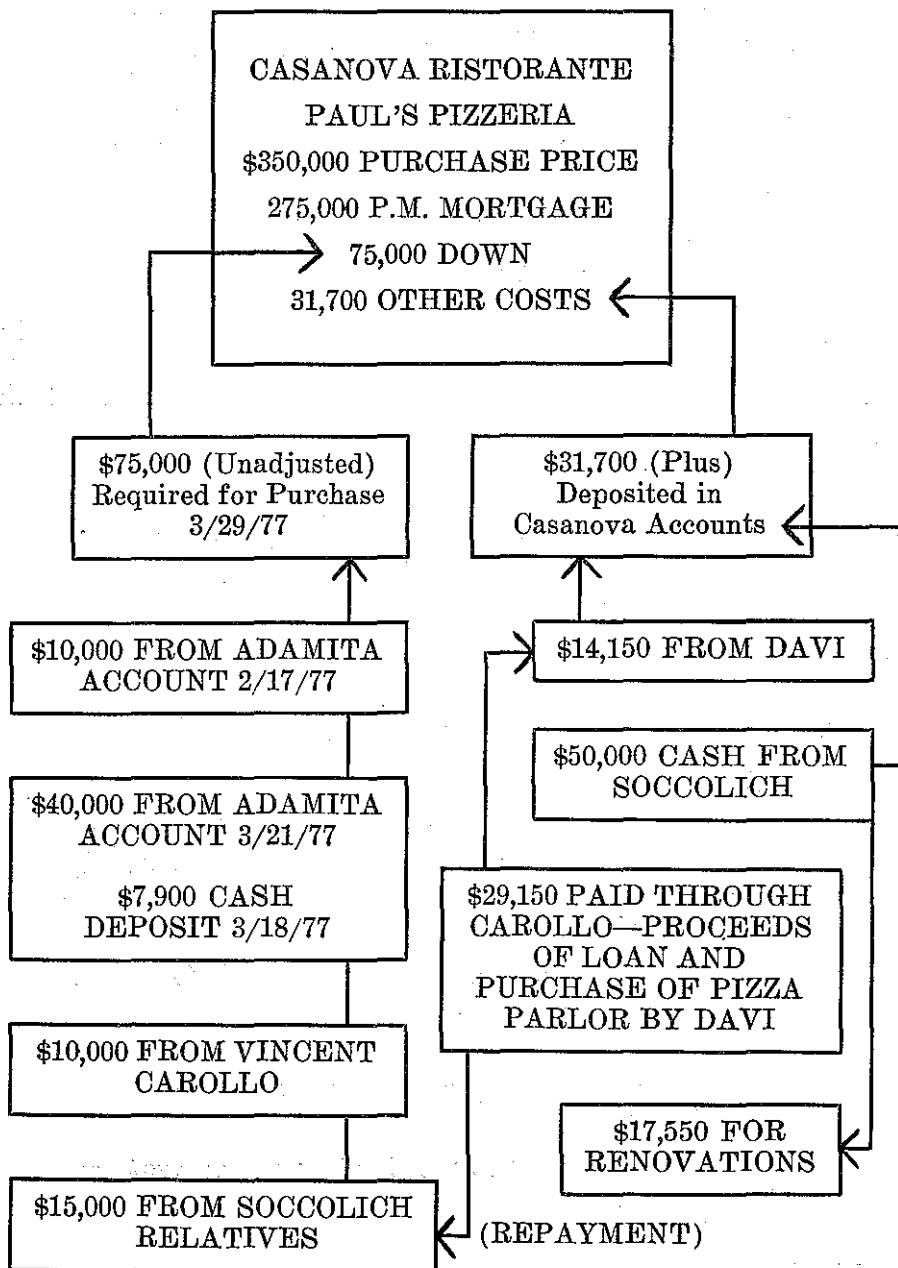 CASANOVA RISTORANTE
PAUL'S PIZZERIA
$350,000 PURCHASE PRICE
275,000 P.M. MORTGAGE
75,000 DOWN
31,700 OTHER COSTS
$75,000 (Unadjusted)
Required for Purchase
3/29/77
$31,700 (Plus)
Deposited in
Casanova Accounts
$10,000 FROM ADAMITA
ACCOUNT 2/17/77
$14,150 FROM DAVI
$50,000 CASH FROM
SOCCOLICH
$40,000 FROM ADAMITA
ACCOUNT 3/21/77
$7,900 CASH
DEPOSIT 3/18/77
$29,150 PAID THROUGH
CAROLLO—PROCEEDS
OF LOAN AND
PURCHASE OF PIZZA
PARLOR BY DAVI
$10,000 FROM VINCENT
CAROLLO
$17,550 FOR
RENOVATIONS
$15,000 FROM SOCCOLICH
RELATIVES
(REPAYMENT)